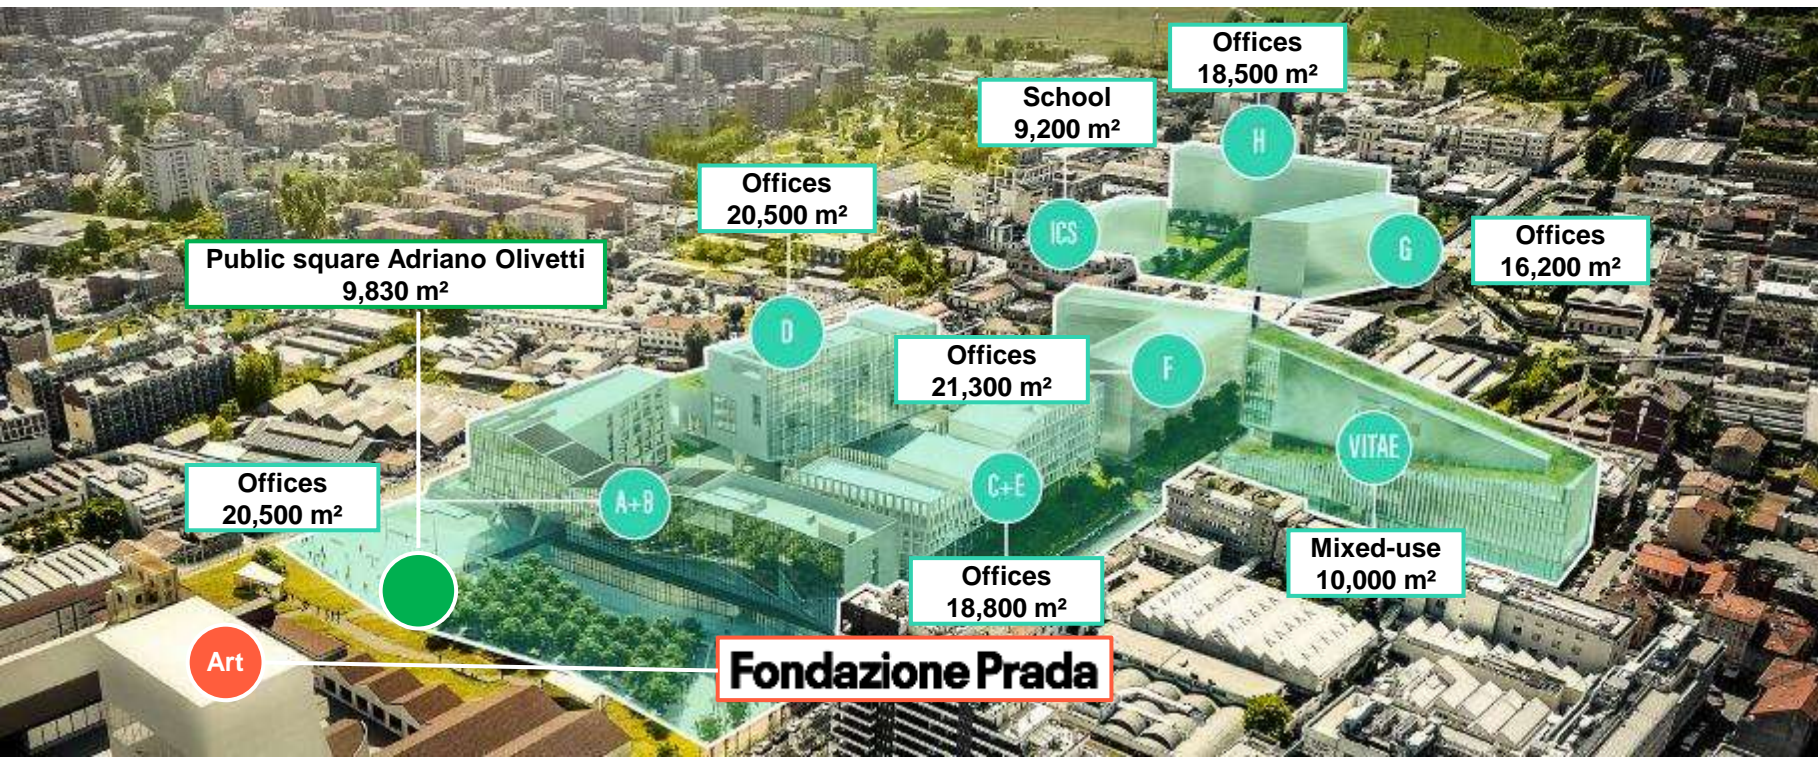 Offices
18,500 m²
H
School
9,200 m²
ICS
Offices
20,500 m²
D
Offices
16,200 m²
G
Public square Adriano Olivetti
9,830 m²
Offices
21,300 m²
F
Offices
20,500 m²
A+B
C+E
Offices
18,800 m²
VITAE
Mixed-use
10,000 m²
Art
Fondazione Prada